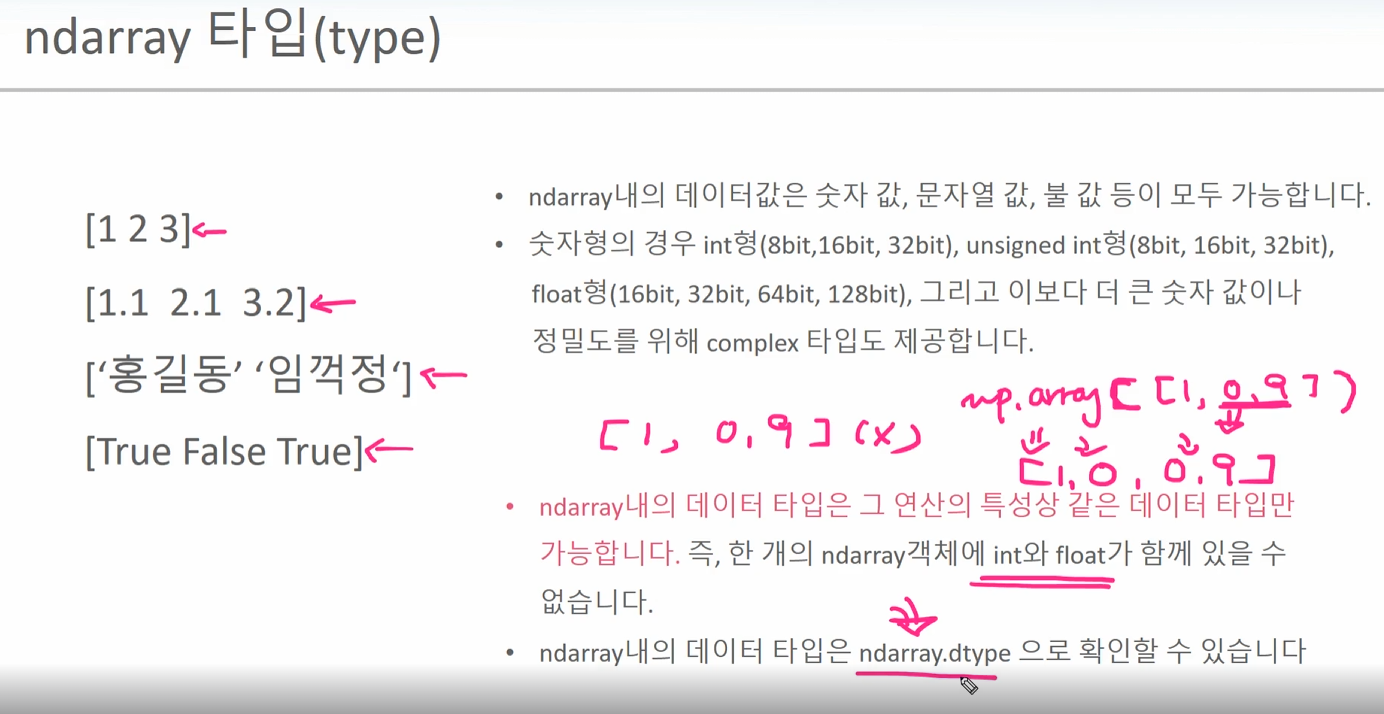 ndarray 타입(type)
[1 2 3]
[1.1 2.1 3.2]
[‘홍길동’ ‘임꺽정‘]
[True False True]
• ndarray내의 데이터값은 숫자 값, 문자열 값, 불 값 등이 모두 가능합니다.
• 숫자형의 경우 int형(8bit,16bit, 32bit), unsigned int형(8bit, 16bit, 32bit),
float형(16bit, 32bit, 64bit, 128bit), 그리고 이보다 더 큰 숫자 값이나
정밀도를 위해 complex 타입도 제공합니다.
np.array([1, 0.9])
[1, 0.9] (x)
[1.0, 0.9]
• ndarray내의 데이터 타입은 그 연산의 특성상 같은 데이터 타입만
가능합니다. 즉, 한 개의 ndarray객체에 int와 float가 함께 있을 수
없습니다.
• ndarray내의 데이터 타입은 ndarray.dtype 으로 확인할 수 있습니다